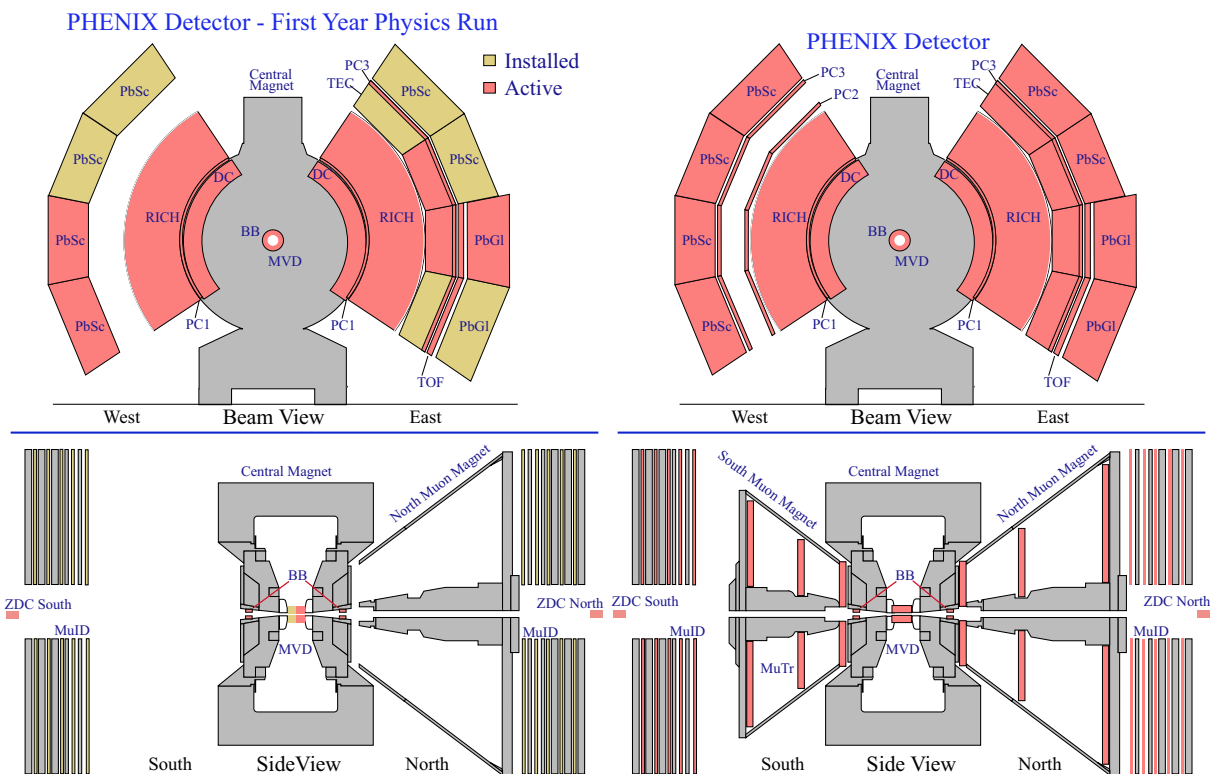 PHENIX Detector - First Year Physics Run
Installed
Active
PC3
TEC
Central
Magnet
PbSc
PbSc
PbSc
PbSc
PbSc
PbSc
DC
DC
RICH
RICH
BB
MVD
PbGl
PbGl
PC1
PC1
TOF
West
Beam View
East
PHENIX Detector
PC3
PC2
PC3
TEC
Central
Magnet
PbSc
PbSc
PbSc
PbSc
PbSc
PbSc
DC
DC
RICH
RICH
BB
MVD
PbGl
PbGl
PC1
PC1
TOF
West
Beam View
East
Central Magnet
North Muon Magnet
BB
ZDC South
ZDC North
MuID
MuID
MVD
South
SideView
North
South Muon Magnet
Central Magnet
North Muon Magnet
BB
ZDC South
ZDC North
MuID
MuID
MVD
MuTr
South
Side View
North